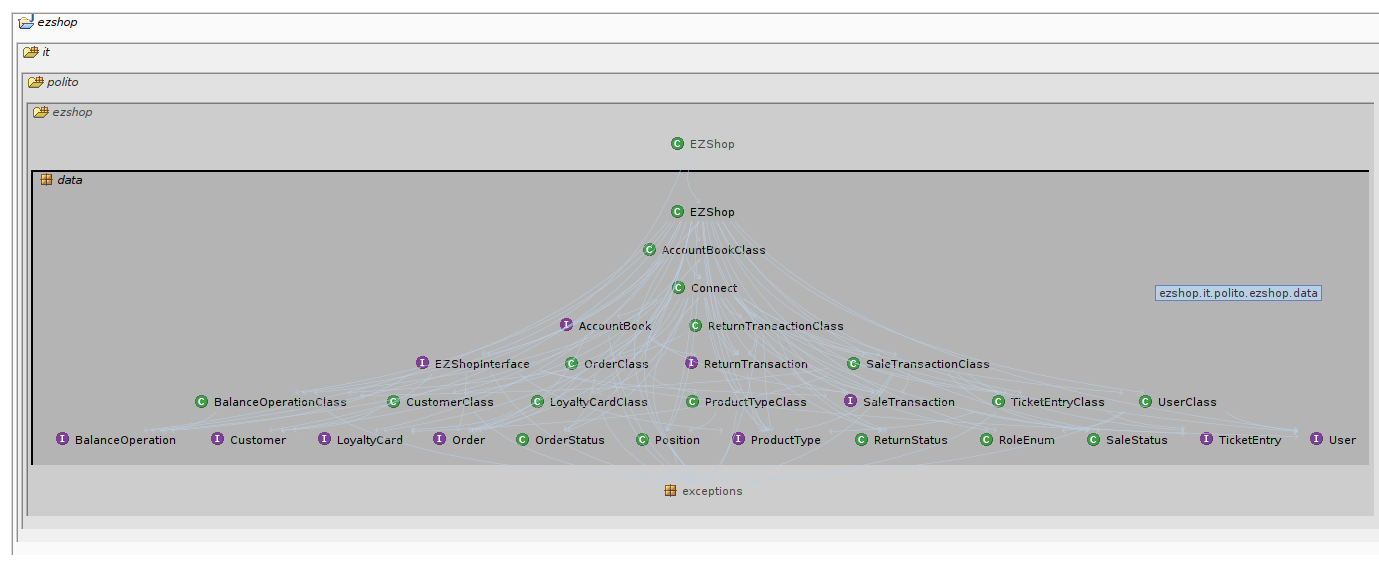 ezshop
it
polito
ezshop
EZShop
data
EZShop
AccountBookClass
Connect
ezshop.it.polito.ezshop.data
AccountBook ReturnTransactionClass
EZShopInterface OrderClass ReturnTransaction SaleTransactionClass
BalanceOperationClass CustomerClass LoyaltyCardClass ProductTypeClass SaleTransaction TicketEntryClass UserClass
BalanceOperation Customer LoyaltyCard Order OrderStatus Position ProductType ReturnStatus RoleEnum SaleStatus TicketEntry User
exceptions